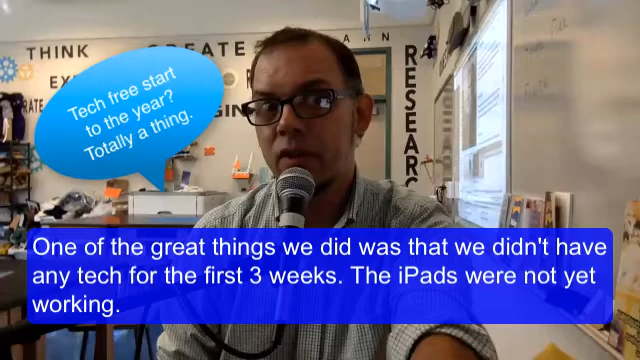 THINK CREATE LEARN
Tech free start
to the year?
Totally a thing.
RESEARC
One of the great things we did was that we didn't have
any tech for the first 3 weeks. The iPads were not yet
working.